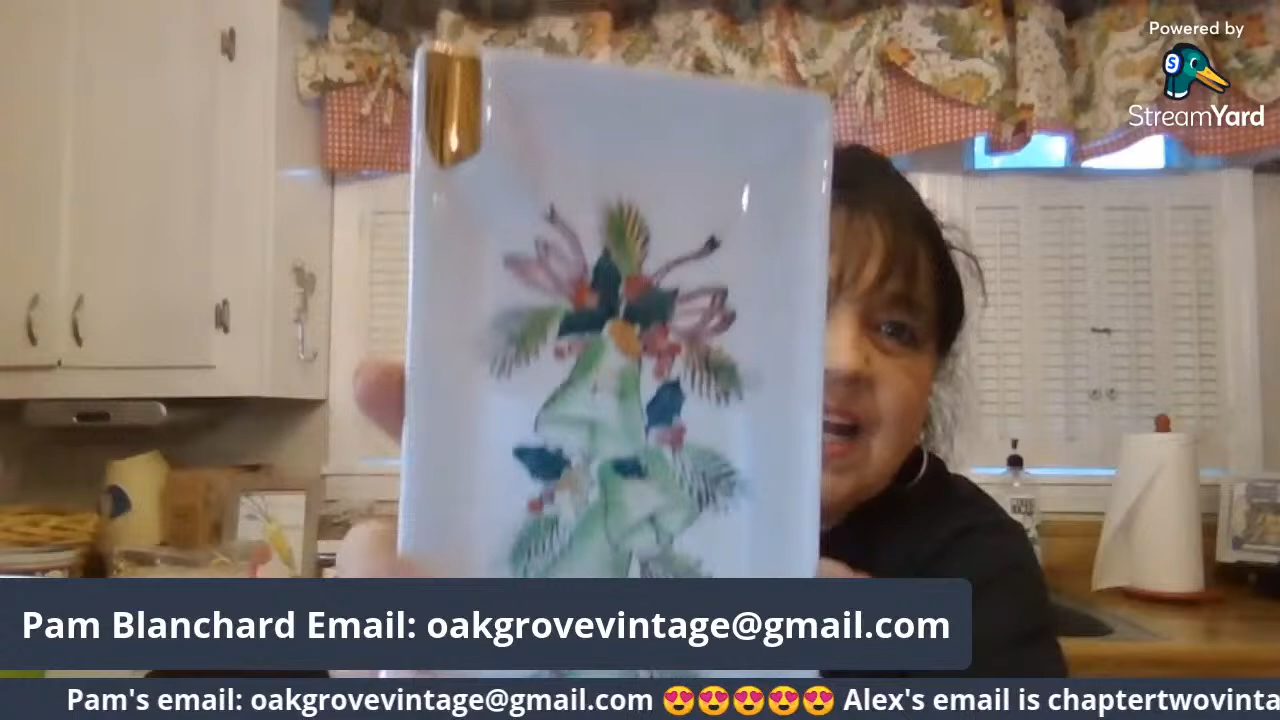 Powered by
StreamYard
Pam Blanchard Email: oakgrovevintage@gmail.com
Pam's email: oakgrovevintage@gmail.com 😍😍😍😍😍 Alex's email is chaptertwovinta